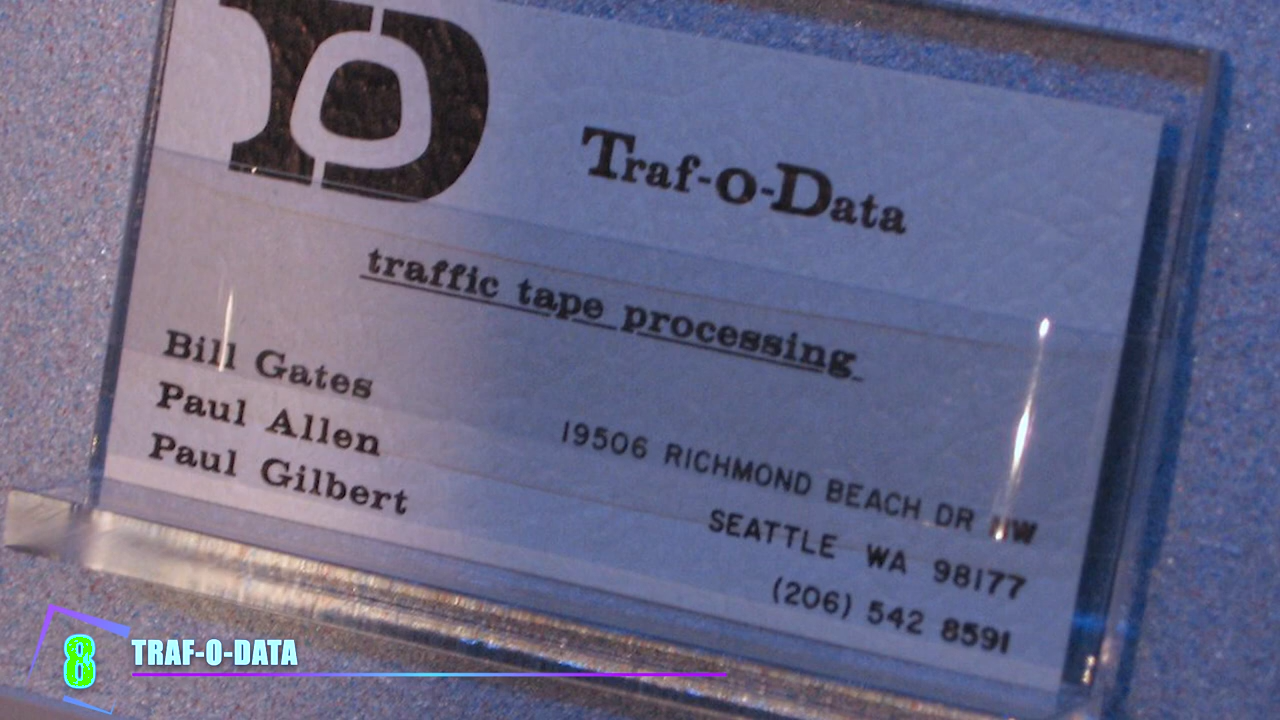 Traf-o-Data
traffic tape processing
Bill Gates
Paul Allen
Paul Gilbert
19506 RICHMOND BEACH DR NW
SEATTLE WA 98177
(206) 542 8591
8
TRAF-O-DATA